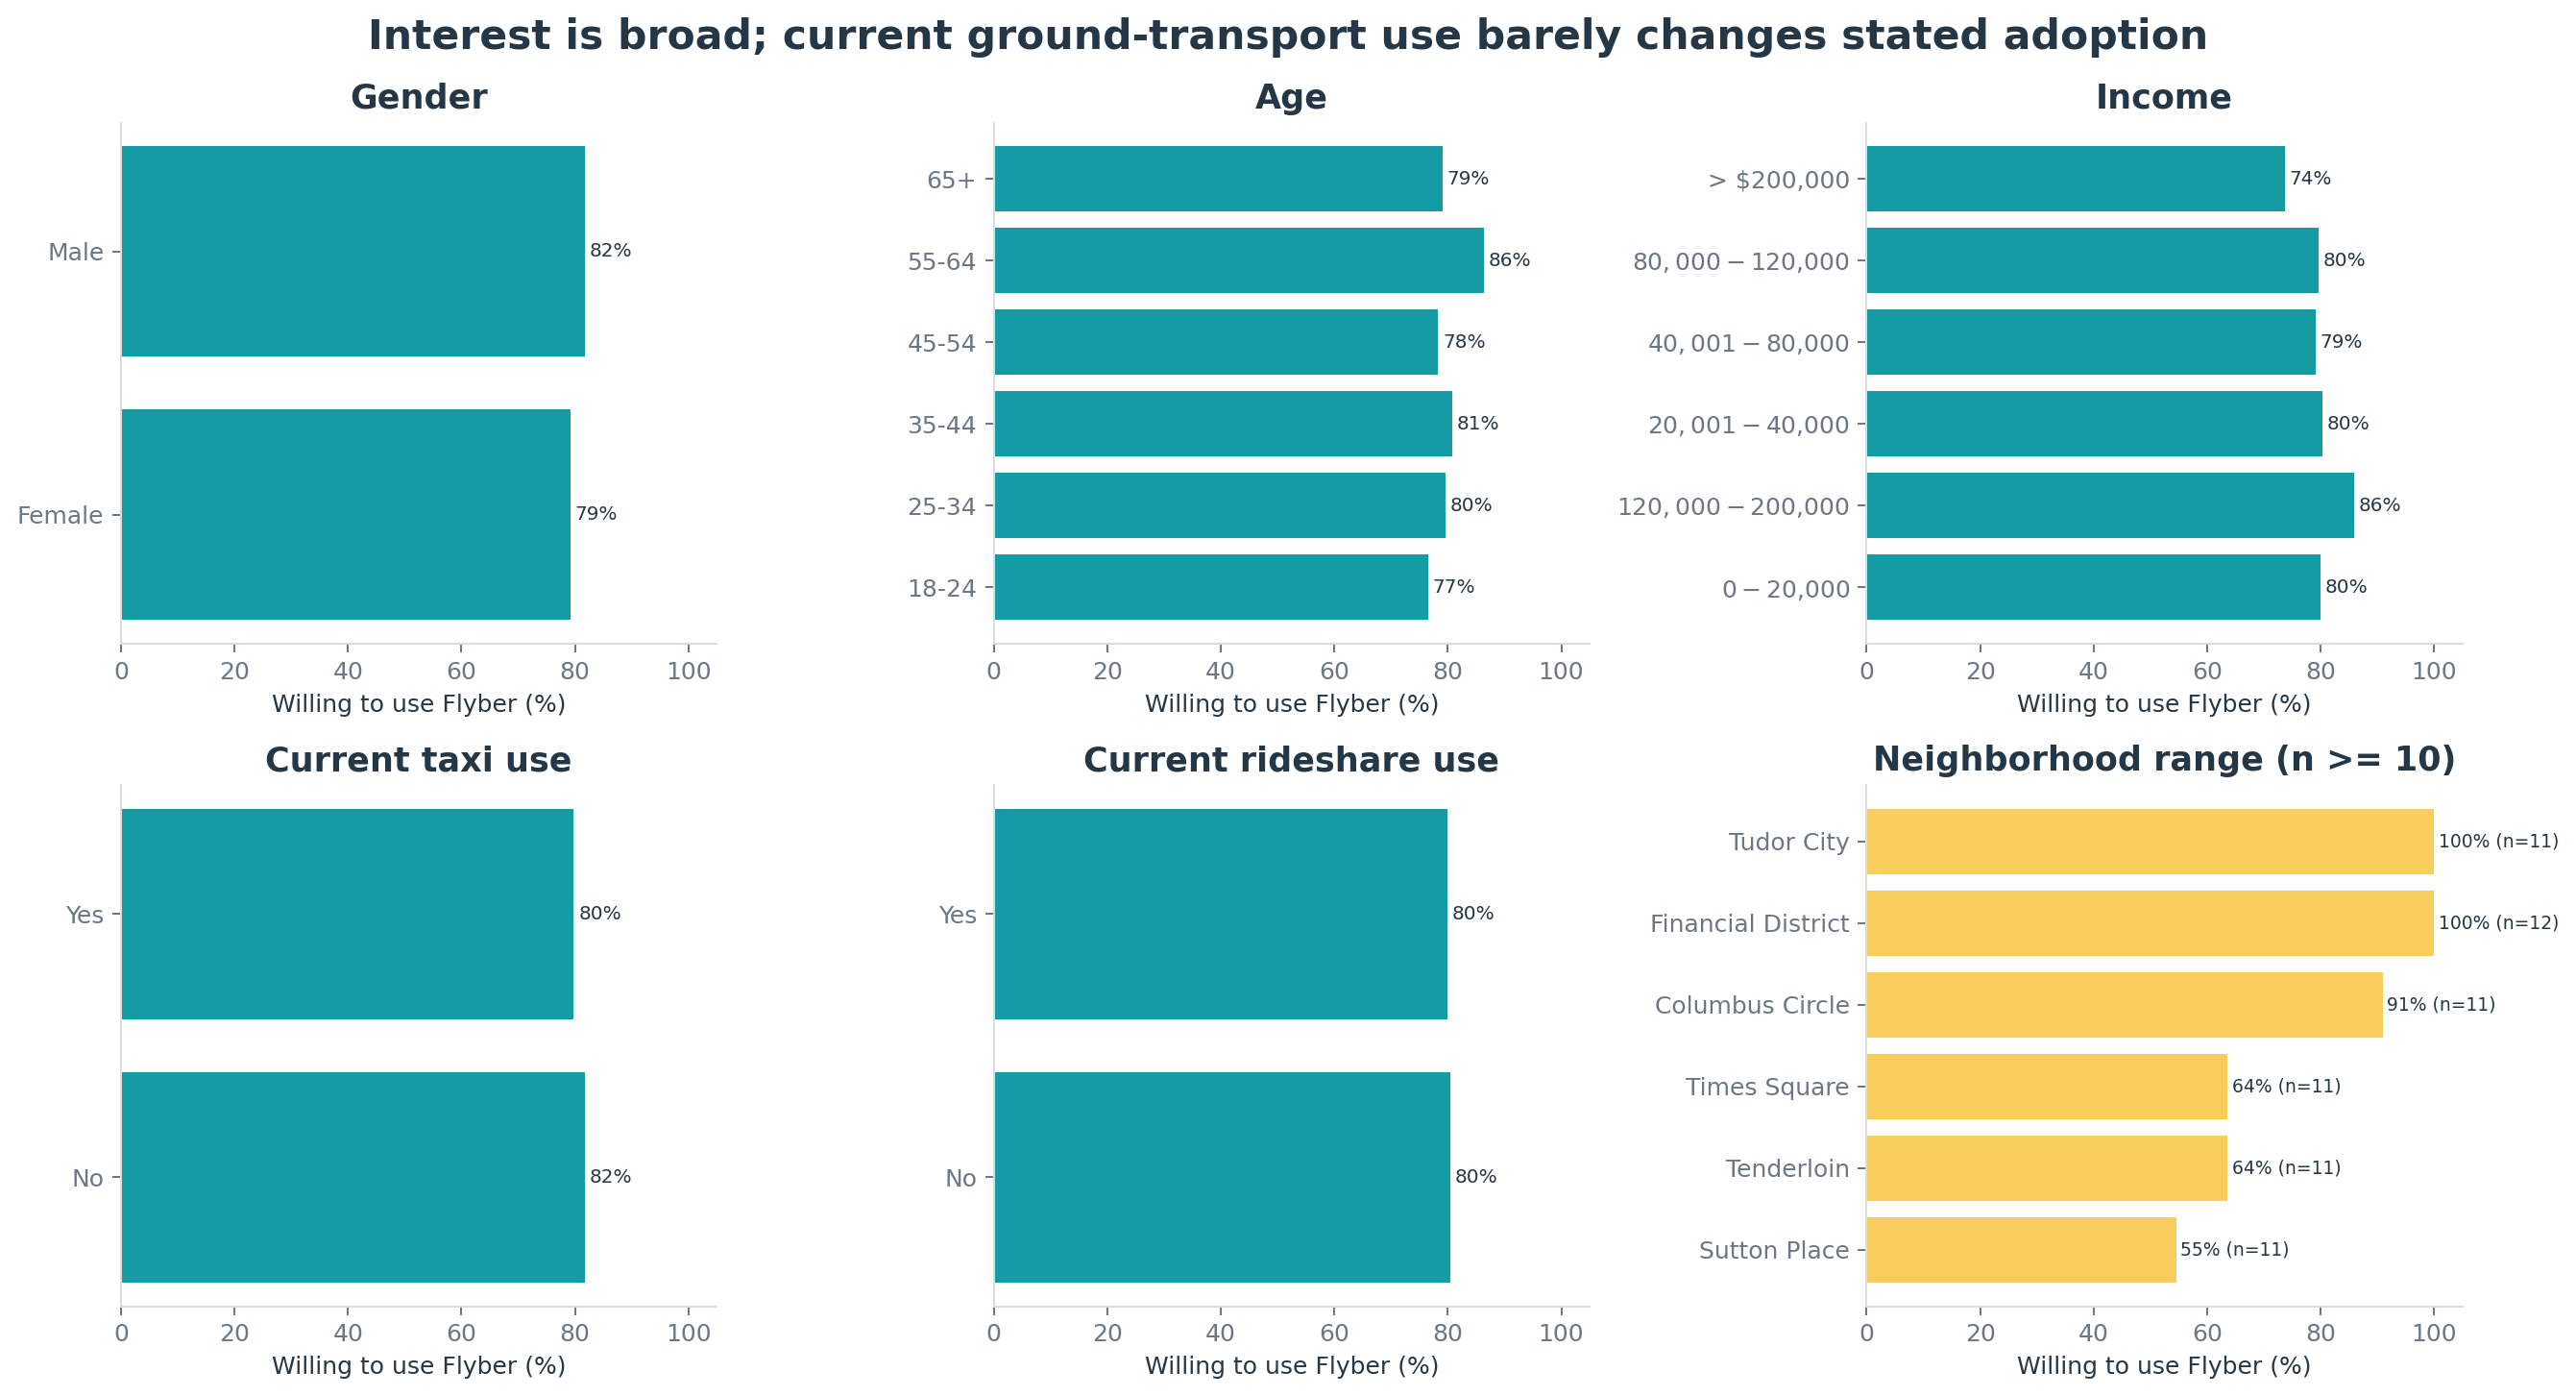 Interest is broad; current ground-transport use barely changes stated adoption
Gender
Male
82%
Female
79%
0 20 40 60 80 100
Willing to use Flyber (%)
Age
65+
79%
55-64
86%
45-54
78%
35-44
81%
25-34
80%
18-24
77%
0 20 40 60 80 100
Willing to use Flyber (%)
Income
> $200,000
74%
80,000 − 120,000
80%
40,001 − 80,000
79%
20,001 − 40,000
80%
120,000 − 200,000
86%
0 − 20,000
80%
0 20 40 60 80 100
Willing to use Flyber (%)
Current taxi use
Yes
80%
No
82%
0 20 40 60 80 100
Willing to use Flyber (%)
Current rideshare use
Yes
80%
No
80%
0 20 40 60 80 100
Willing to use Flyber (%)
Neighborhood range (n >= 10)
Tudor City
100% (n=11)
Financial District
100% (n=12)
Columbus Circle
91% (n=11)
Times Square
64% (n=11)
Tenderloin
64% (n=11)
Sutton Place
55% (n=11)
0 20 40 60 80 100
Willing to use Flyber (%)